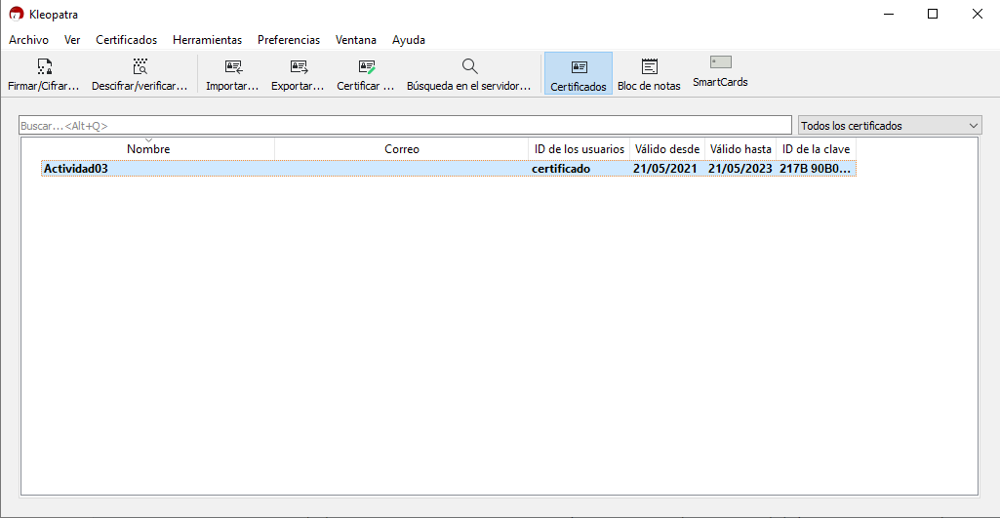 Kleopatra
Archivo Ver Certificados Herramientas Preferencias Ventana Ayuda
Firmar/Cifrar... Descifrar/verificar... Importar... Exportar... Certificar ... Búsqueda en el servidor... Certificados Bloc de notas SmartCards
Buscar...<Alt+Q> Todos los certificados
Nombre Correo ID de los usuarios Válido desde Válido hasta ID de la clave
Actividad03 certificado 21/05/2021 21/05/2023 217B 90B0...